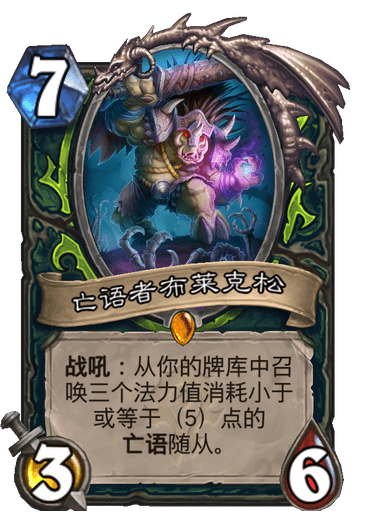 7
亡语者布莱克松
战吼：从你的牌库中召
唤三个法力值消耗小于
或等于（5）点的
亡语随从。
3
6